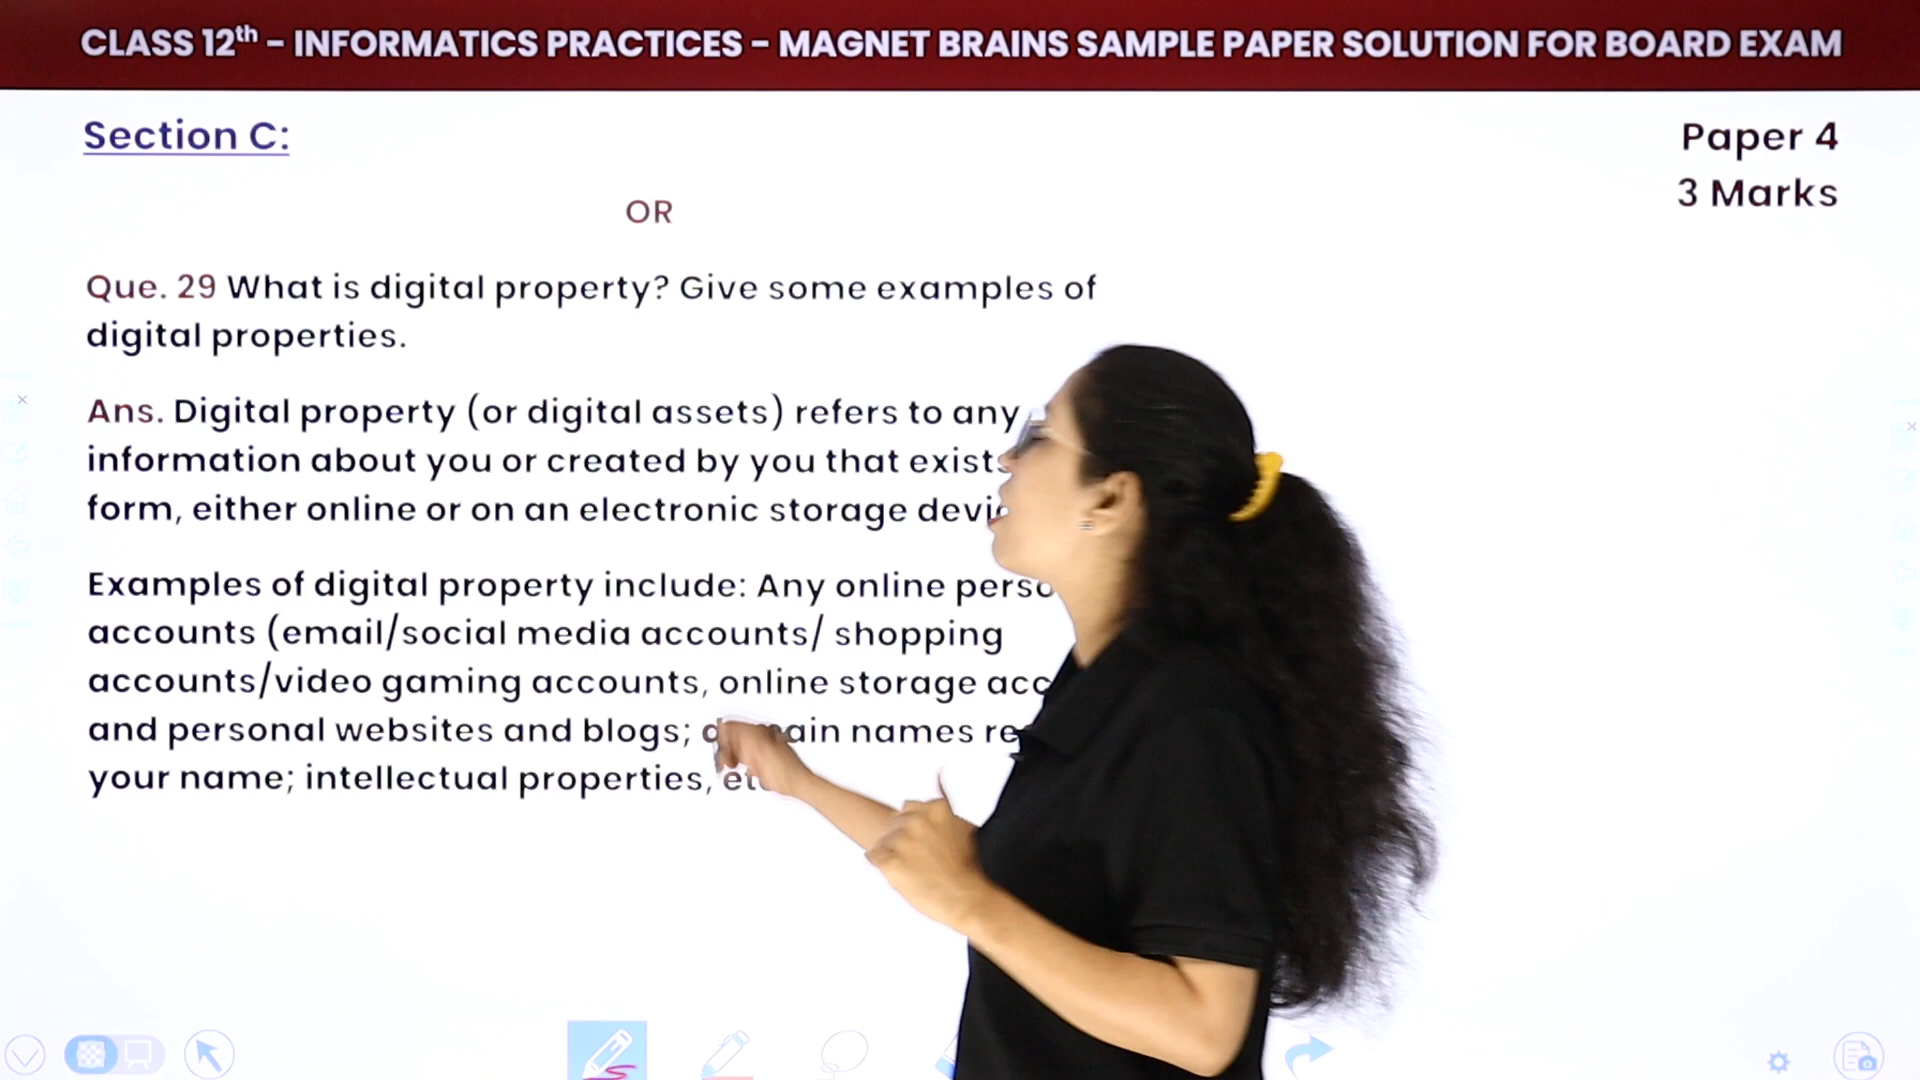 CLASS 12th - INFORMATICS PRACTICES - MAGNET BRAINS SAMPLE PAPER SOLUTION FOR BOARD EXAM
Section C:
Paper 4
3 Marks
OR
Que. 29 What is digital property? Give some examples of
digital properties.
Ans. Digital property (or digital assets) refers to any
information about you or created by you that exists
form, either online or on an electronic storage
Examples of digital property include: Any online
accounts (email/social media accounts/ shopping
accounts/video gaming accounts, online storage
and personal websites and blogs; names
your name; intellectual properties,